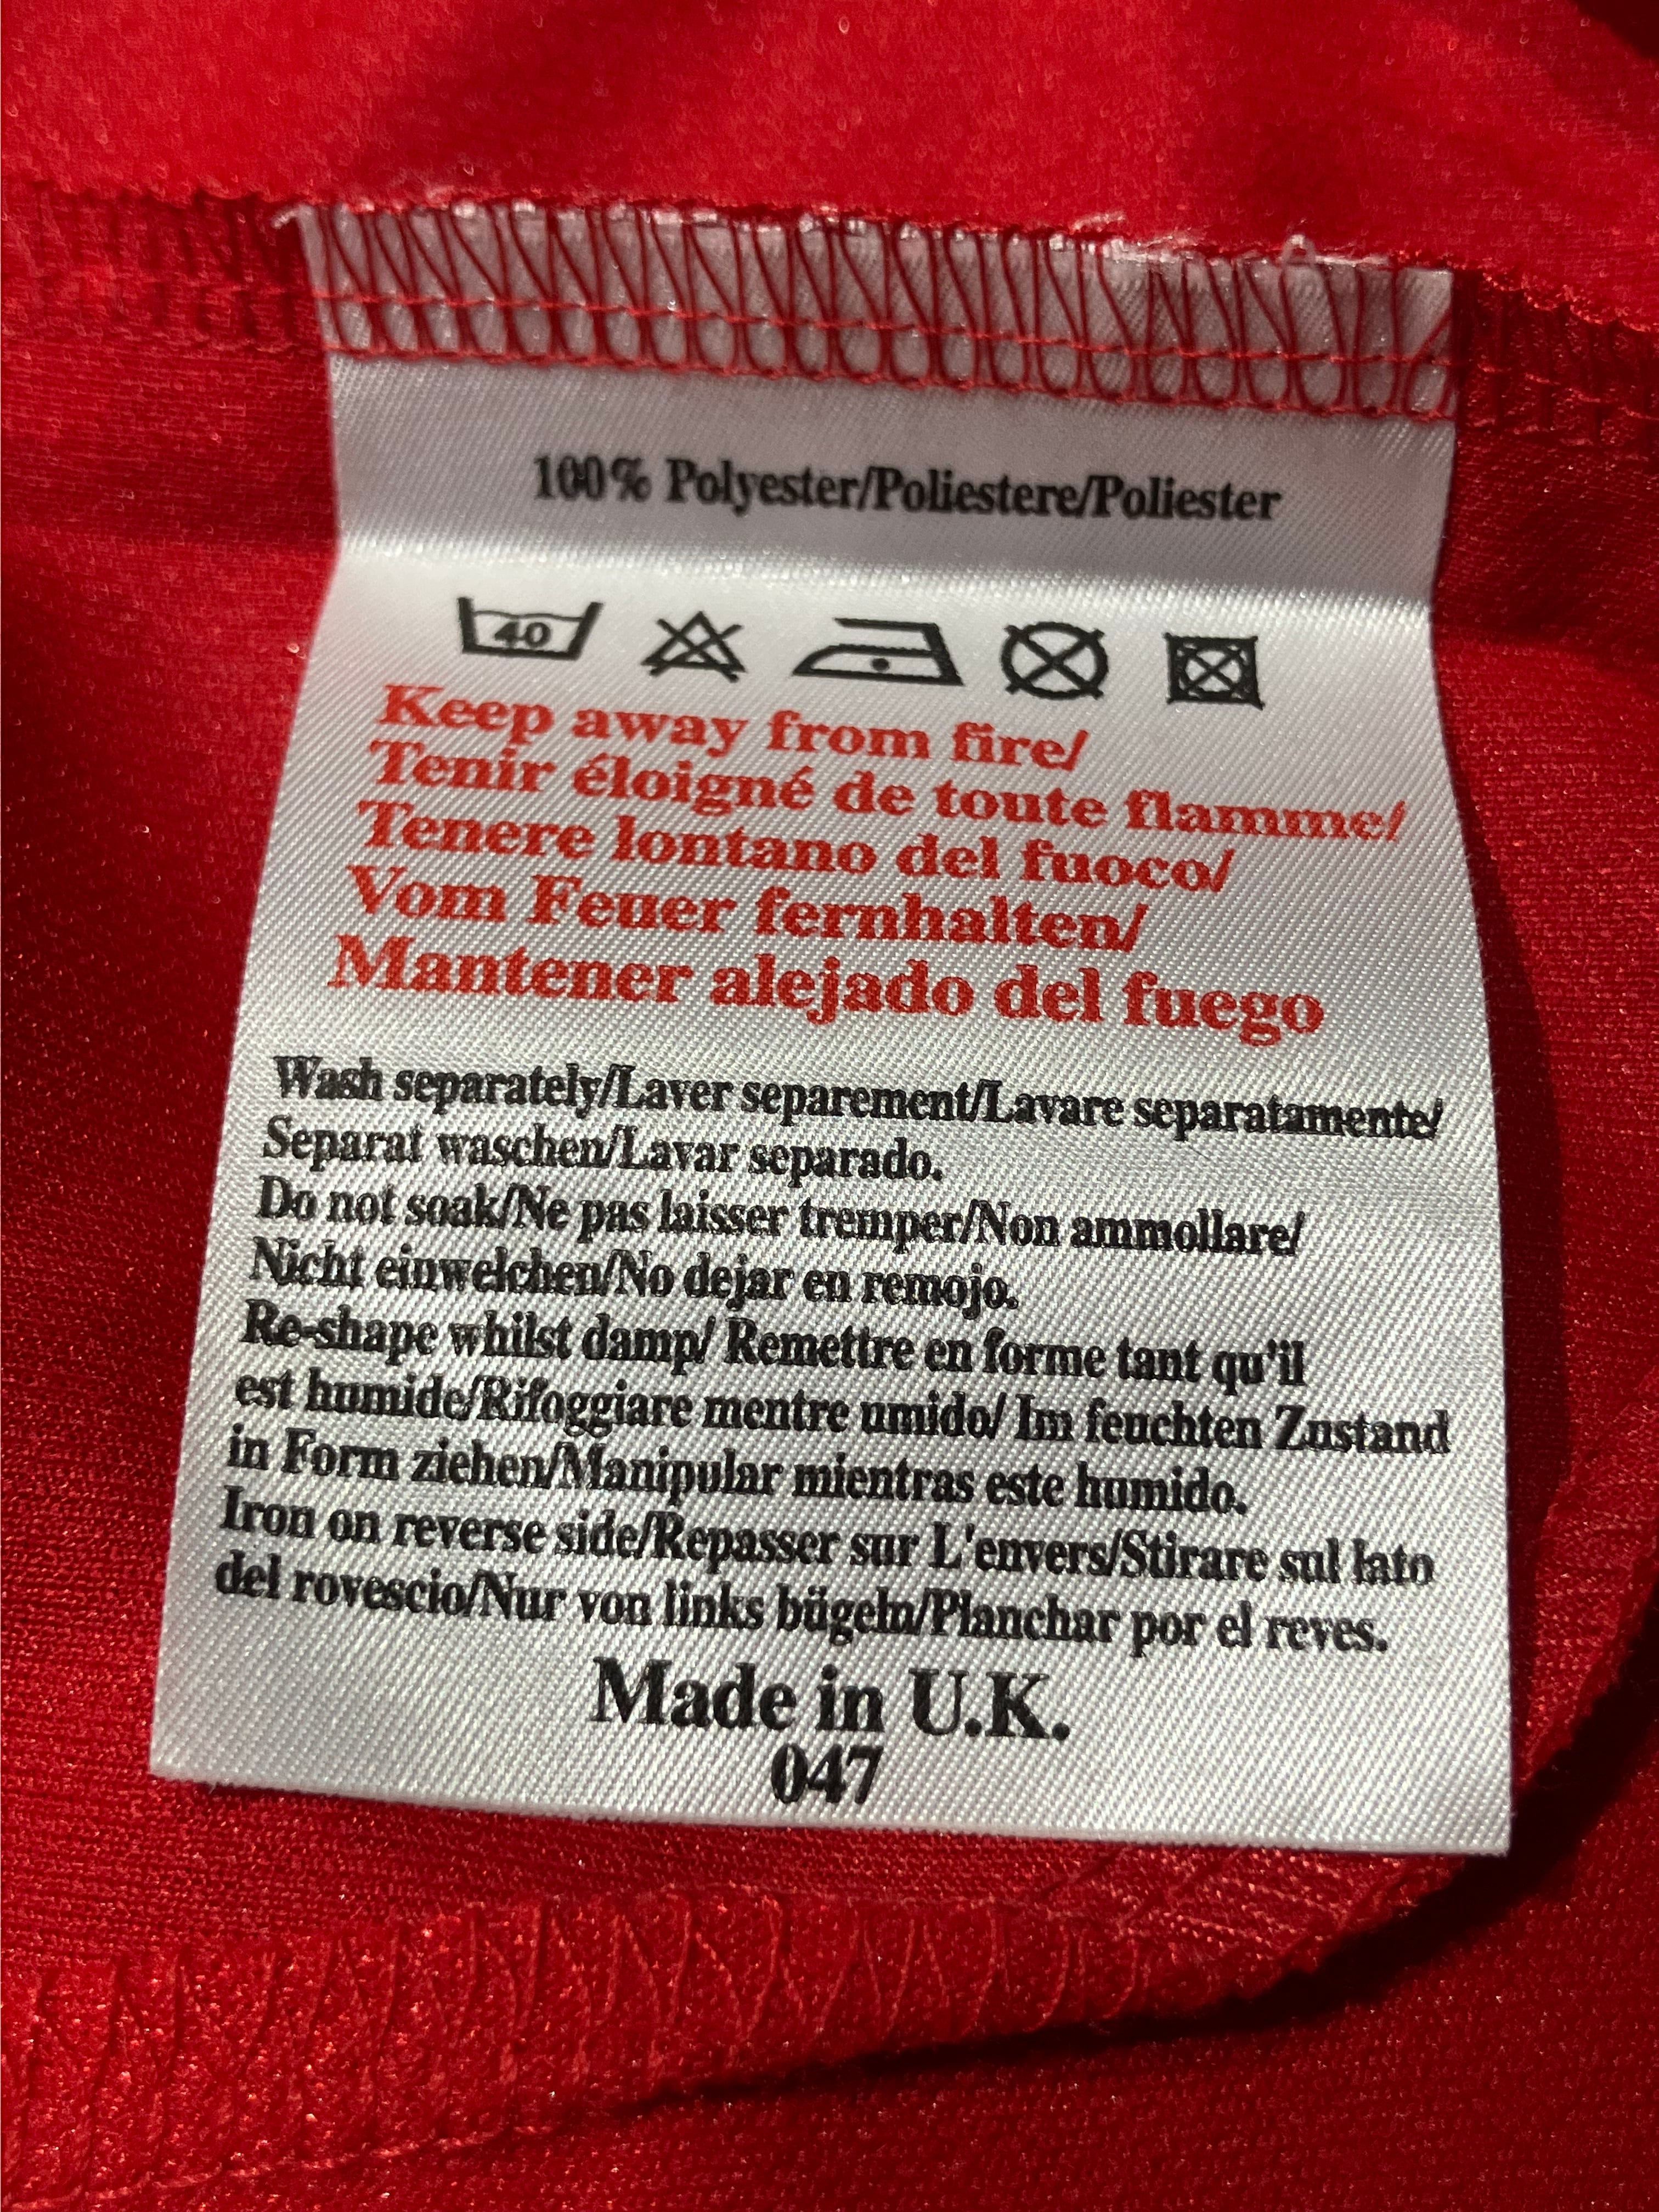 100% Polyester/Poliestere/Poliester
40
Keep away from fire/
Tenir éloigné de toute flamme/
Tenere lontano del fuoco/
Vom Feuer fernhalten/
Mantener alejado del fuego
Wash separately/Laver separement/Lavare separatamente/
Separat waschen/Lavar separado.
Do not soak/Ne pas laisser tremper/Non ammollare/
Nicht einwelchen/No dejar en remojo.
Re-shape whilst damp/ Remettre en forme tant qu'il
est humide/Rifoggiare mentre umido/ Im feuchten Zustand
in Form ziehen/Manipular mientras este humido.
Iron on reverse side/Repasser sur L'envers/Stirare sul lato
del rovescio/Nur von links bügeln/Planchar por el reves.
Made in U.K.
047